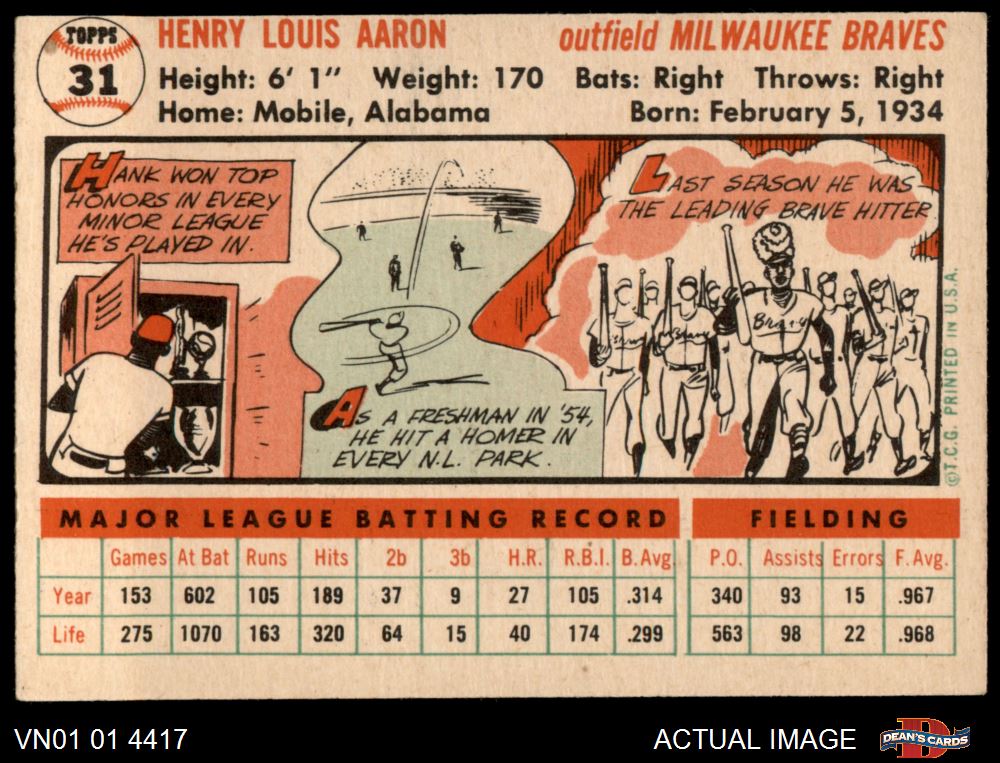 TOPPS
31
HENRY LOUIS AARON
outfield MILWAUKEE BRAVES
Height: 6' 1" Weight: 170 Bats: Right Throws: Right
Home: Mobile, Alabama
Born: February 5, 1934
HANK WON TOP
HONORS IN EVERY
MINOR LEAGUE
HE'S PLAYED IN.
AS A FRESHMAN IN '54,
HE HIT A HOMER IN
EVERY N.L. PARK.
LAST SEASON HE WAS
THE LEADING BRAVE HITTER
Braves
©T.C.G. PRINTED IN U.S.A.
MAJOR LEAGUE BATTING RECORD
FIELDING
Games At Bat Runs Hits 2b 3b H.R. R.B.I. B. Avg. P.O. Assists Errors F. Avg.
Year 153 602 105 189 37 9 27 105 .314 340 93 15 .967
Life 275 1070 163 320 64 15 40 174 .299 563 98 22 .968
VN01 01 4417
ACTUAL IMAGE
D
DEAN'S CARDS